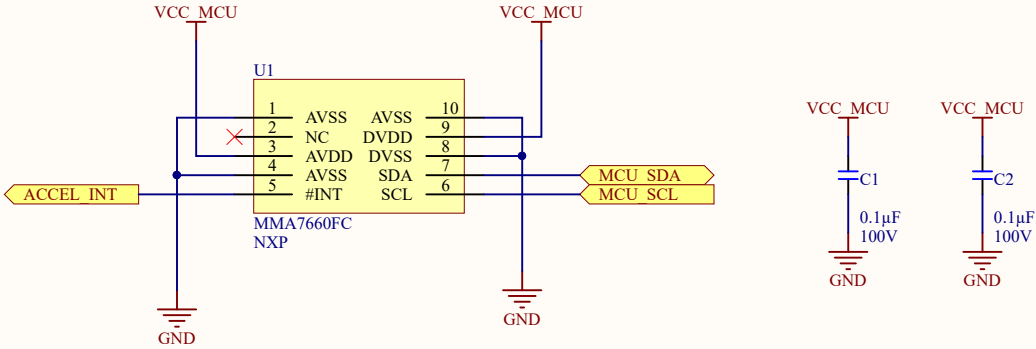 VCC_MCU
VCC_MCU
U1
1 AVSS AVSS 10
2 NC DVDD 9
3 AVDD DVSS 8
4 AVSS SDA 7
5 #INT SCL 6
ACCEL_INT
MCU_SDA
MCU_SCL
MMA7660FC
NXP
GND
GND
VCC_MCU
VCC_MCU
C1
0.1µF
100V
GND
C2
0.1µF
100V
GND